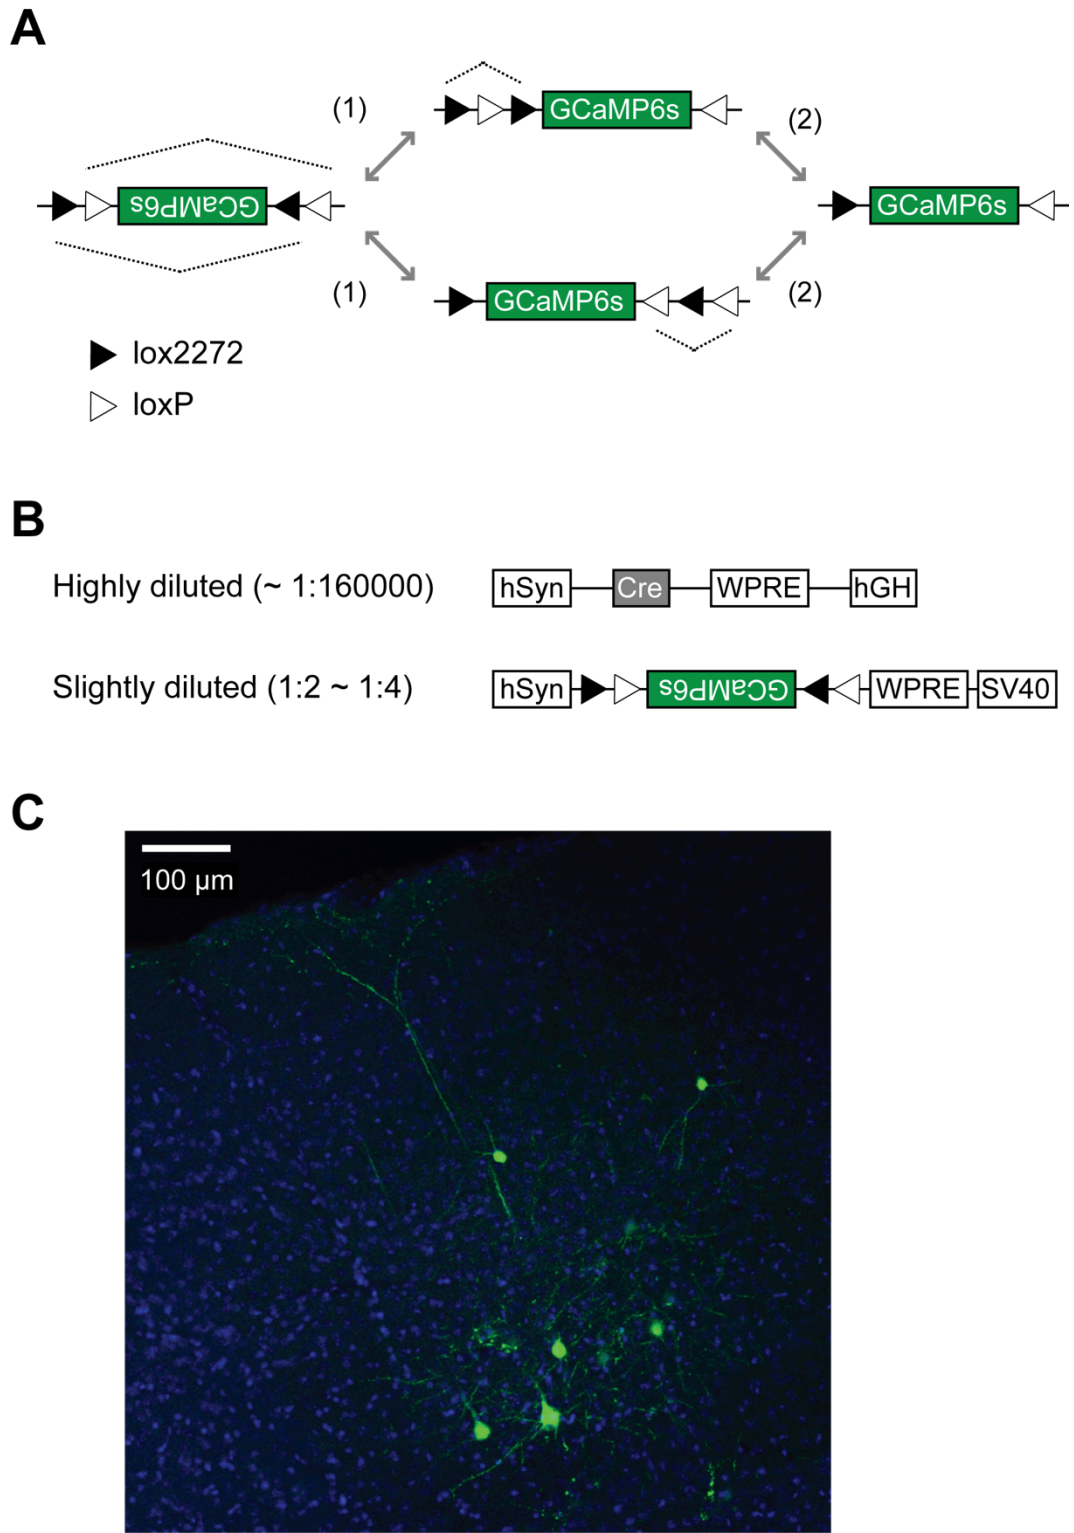 A
(1)
GCaMP6s
(2)
GCaMP6s
GCaMP6s
(1)
GCaMP6s
(2)
lox2272
loxP
B
Highly diluted (~ 1:160000)
hSyn
Cre
WPRE
hGH
Slightly diluted (1:2 ~ 1:4)
hSyn
GCaMP6s
WPRE
SV40
C
100 μm